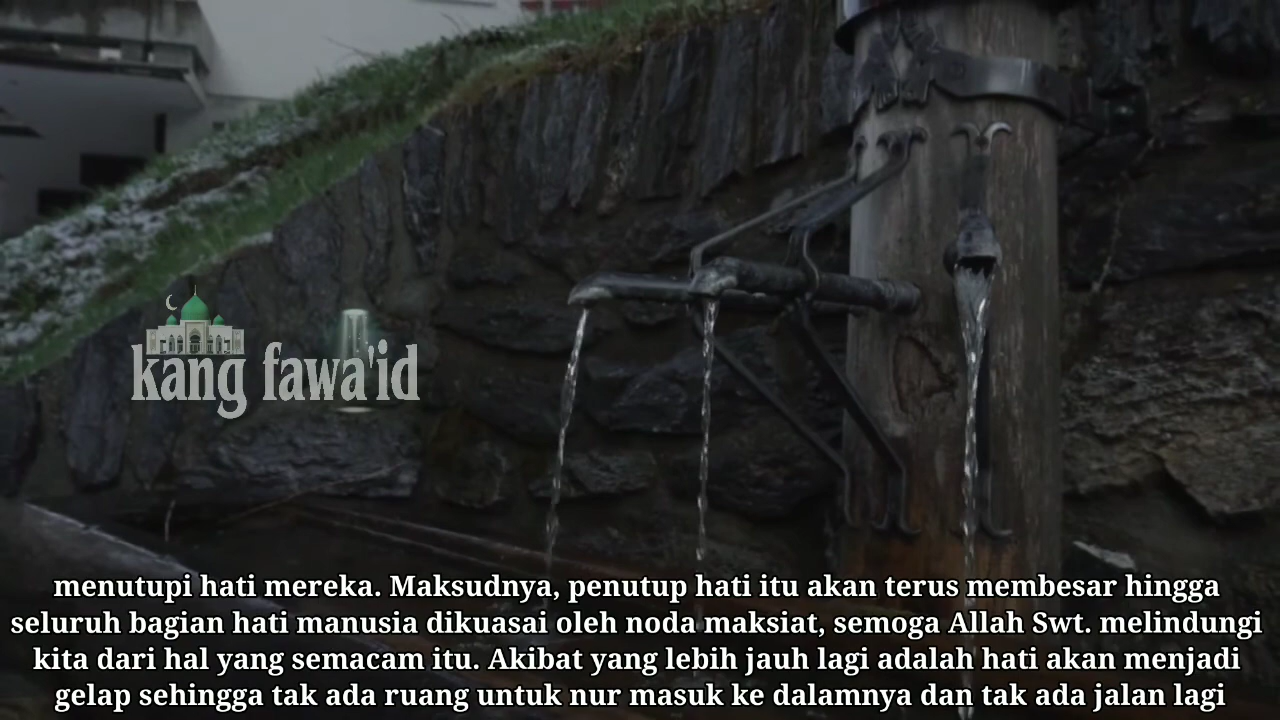 kang fawa'id
menutupi hati mereka. Maksudnya, penutup hati itu akan terus membesar hingga
seluruh bagian hati manusia dikuasai oleh noda maksiat, semoga Allah Swt. melindungi
kita dari hal yang semacam itu. Akibat yang lebih jauh lagi adalah hati akan menjadi
gelap sehingga tak ada ruang untuk nur masuk ke dalamnya dan tak ada jalan lagi